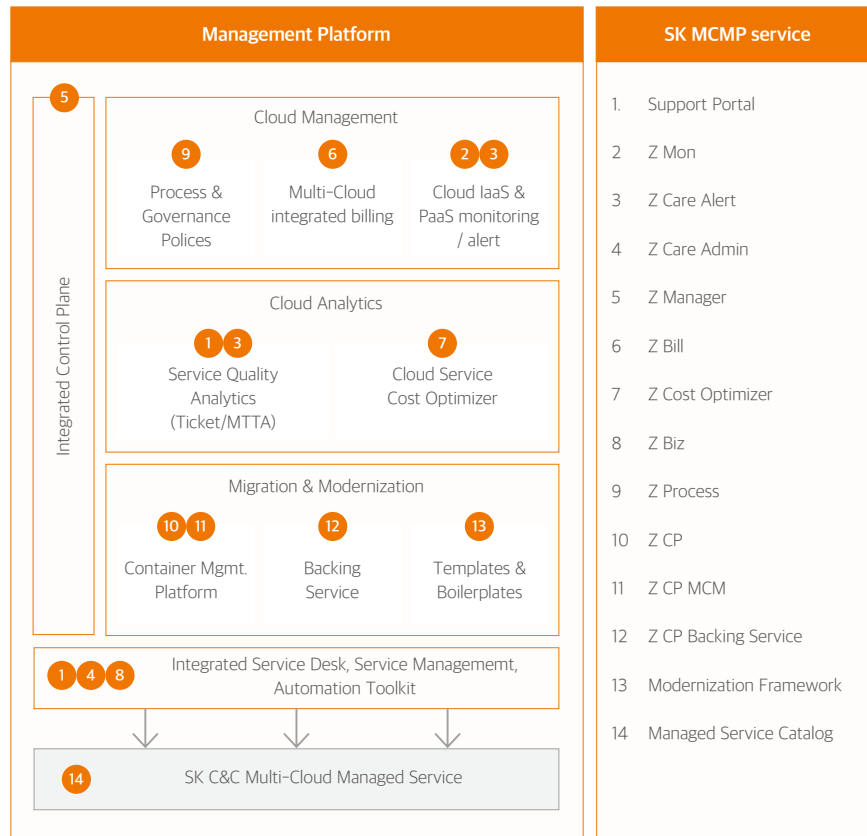 Management Platform
5
Integrated Control Plane
Cloud Management
9
Process &
Governance
Polices
6
Multi-Cloud
integrated billing
2 3
Cloud IaaS &
PaaS monitoring
/ alert
Cloud Analytics
1 3
Service Quality
Analytics
(Ticket/MTTA)
7
Cloud Service
Cost Optimizer
Migration & Modernization
10 11
Container Mgmt.
Platform
12
Backing
Service
13
Templates &
Boilerplates
1 4 8
Integrated Service Desk, Service Managememt,
Automation Toolkit
14
SK C&C Multi-Cloud Managed Service
SK MCMP service
1. Support Portal
2 Z Mon
3 Z Care Alert
4 Z Care Admin
5 Z Manager
6 Z Bill
7 Z Cost Optimizer
8 Z Biz
9 Z Process
10 Z CP
11 Z CP MCM
12 Z CP Backing Service
13 Modernization Framework
14 Managed Service Catalog